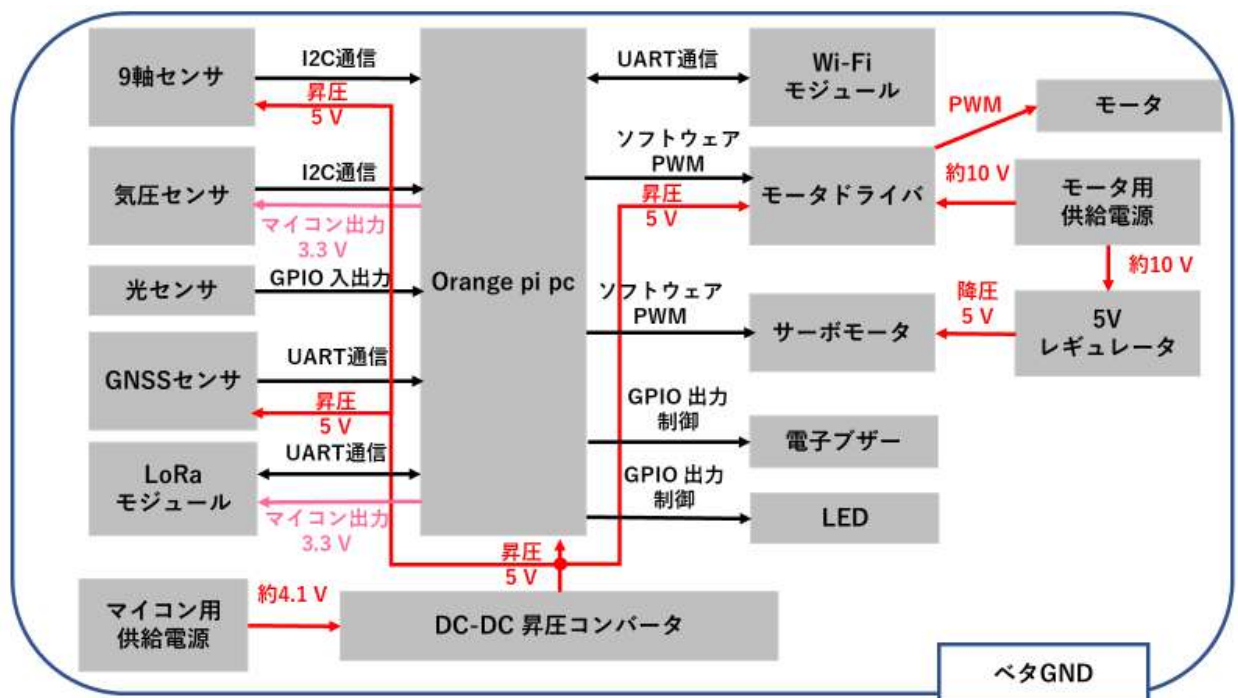 9軸センサ
I2C通信
昇圧
5 V
気圧センサ
I2C通信
マイコン出力
3.3 V
光センサ
GPIO 入出力
GNSSセンサ
UART通信
昇圧
5 V
LoRa
モジュール
UART通信
マイコン出力
3.3 V
Orange pi pc
UART通信
Wi-Fi
モジュール
PWM
モータ
ソフトウェア
PWM
昇圧
5 V
モータドライバ
約10 V
モータ用
供給電源
約10 V
ソフトウェア
PWM
サーボモータ
降圧
5 V
5V
レギュレータ
GPIO 出力
制御
電子ブザー
GPIO 出力
制御
LED
昇圧
5 V
マイコン用
供給電源
約4.1 V
DC-DC 昇圧コンバータ
ベタGND